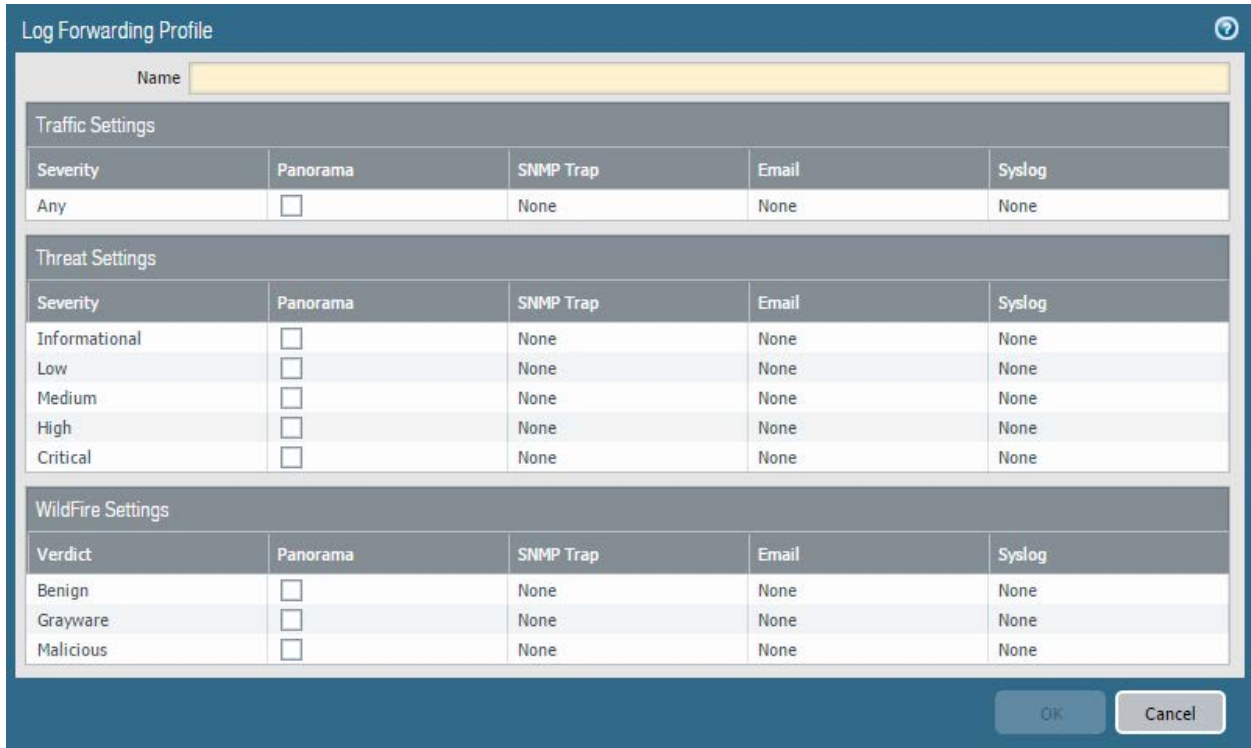 Log Forwarding Profile
Name
Traffic Settings
Severity Panorama SNMP Trap Email Syslog
Any None None None
Threat Settings
Severity Panorama SNMP Trap Email Syslog
Informational None None None
Low None None None
Medium None None None
High None None None
Critical None None None
WildFire Settings
Verdict Panorama SNMP Trap Email Syslog
Benign None None None
Grayware None None None
Malicious None None None
OK Cancel